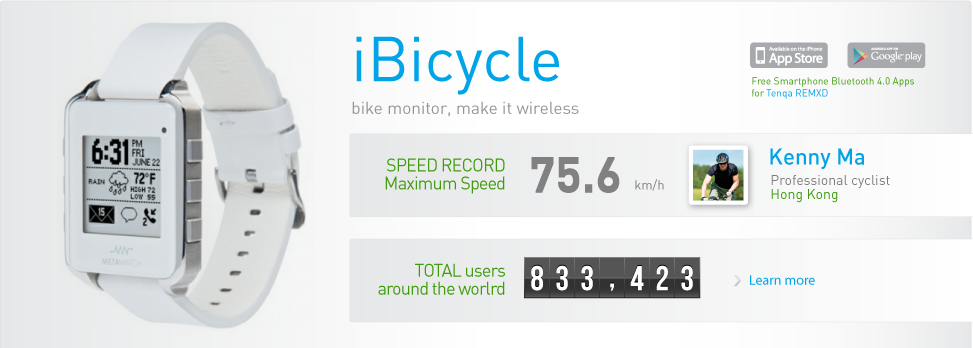 iBicycle
bike monitor, make it wireless
Available on the iPhone
App Store
ANDROID APP ON
Google play
Free Smartphone Bluetooth 4.0 Apps
for Tenqa REMXD
SPEED RECORD
Maximum Speed
75.6 km/h
Kenny Ma
Professional cyclist
Hong Kong
TOTAL users
around the worlrd
833,423
Learn more
6:31 PM
FRI
JUNE 22
RAIN
72°F
HIGH 72
LOW 55
15
2
METAWATCH